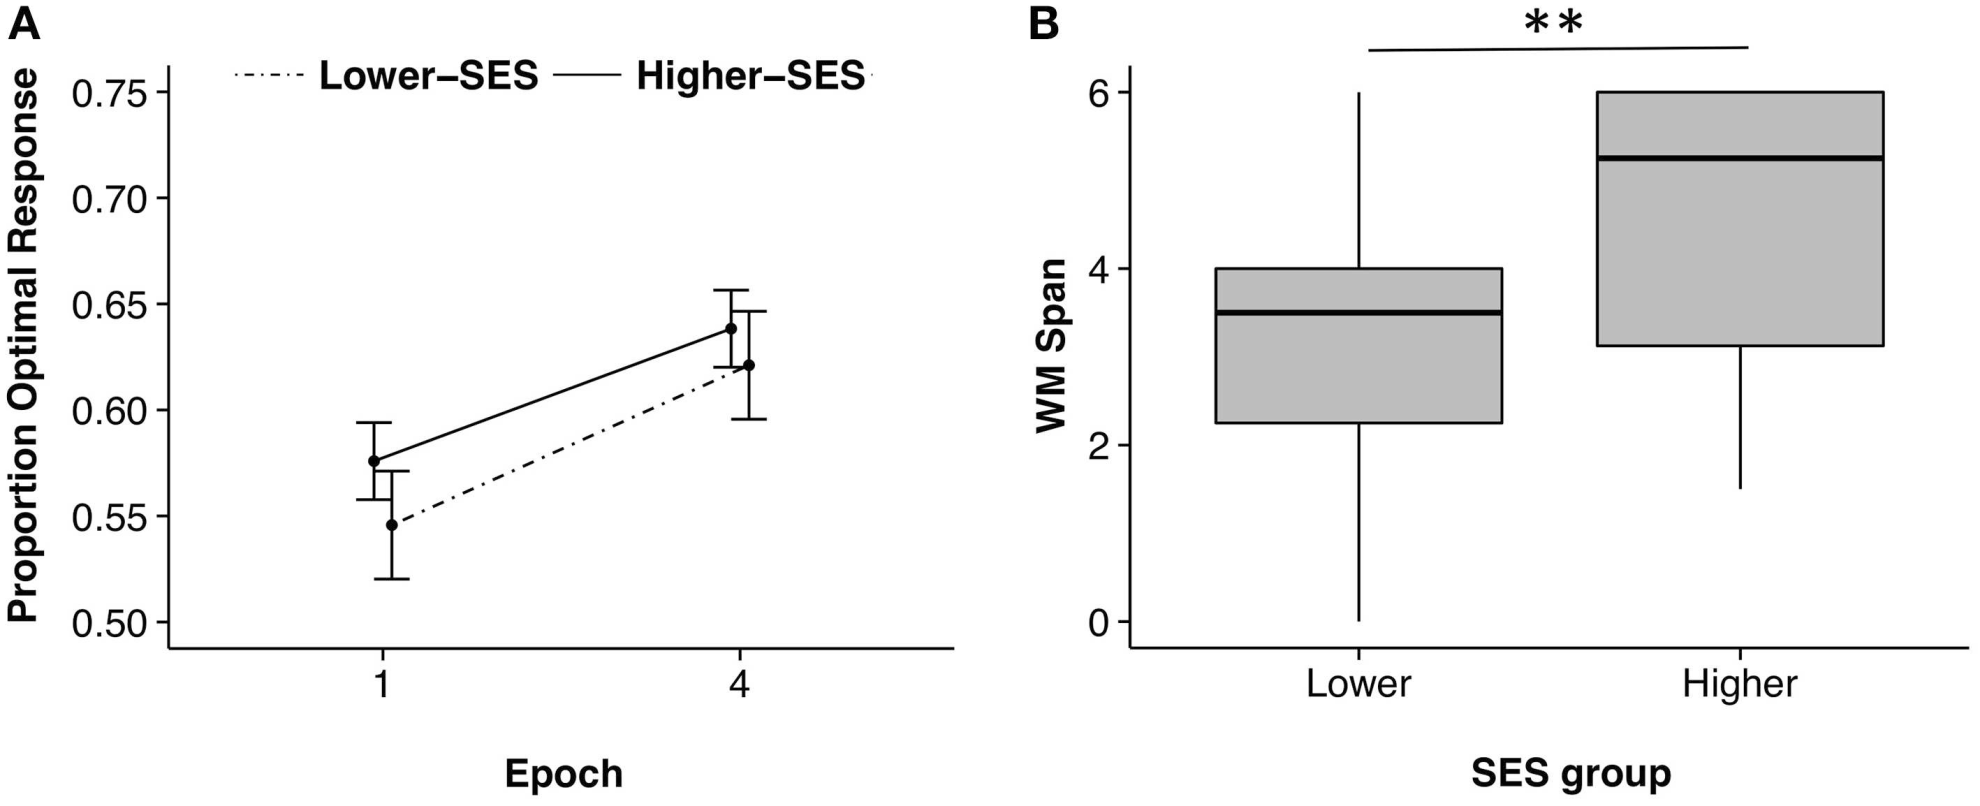 A
Lower–SES Higher–SES
Proportion Optimal Response
0.75
0.70
0.65
0.60
0.55
0.50
1 4
Epoch
B
**
WM Span
6
4
2
0
Lower Higher
SES group